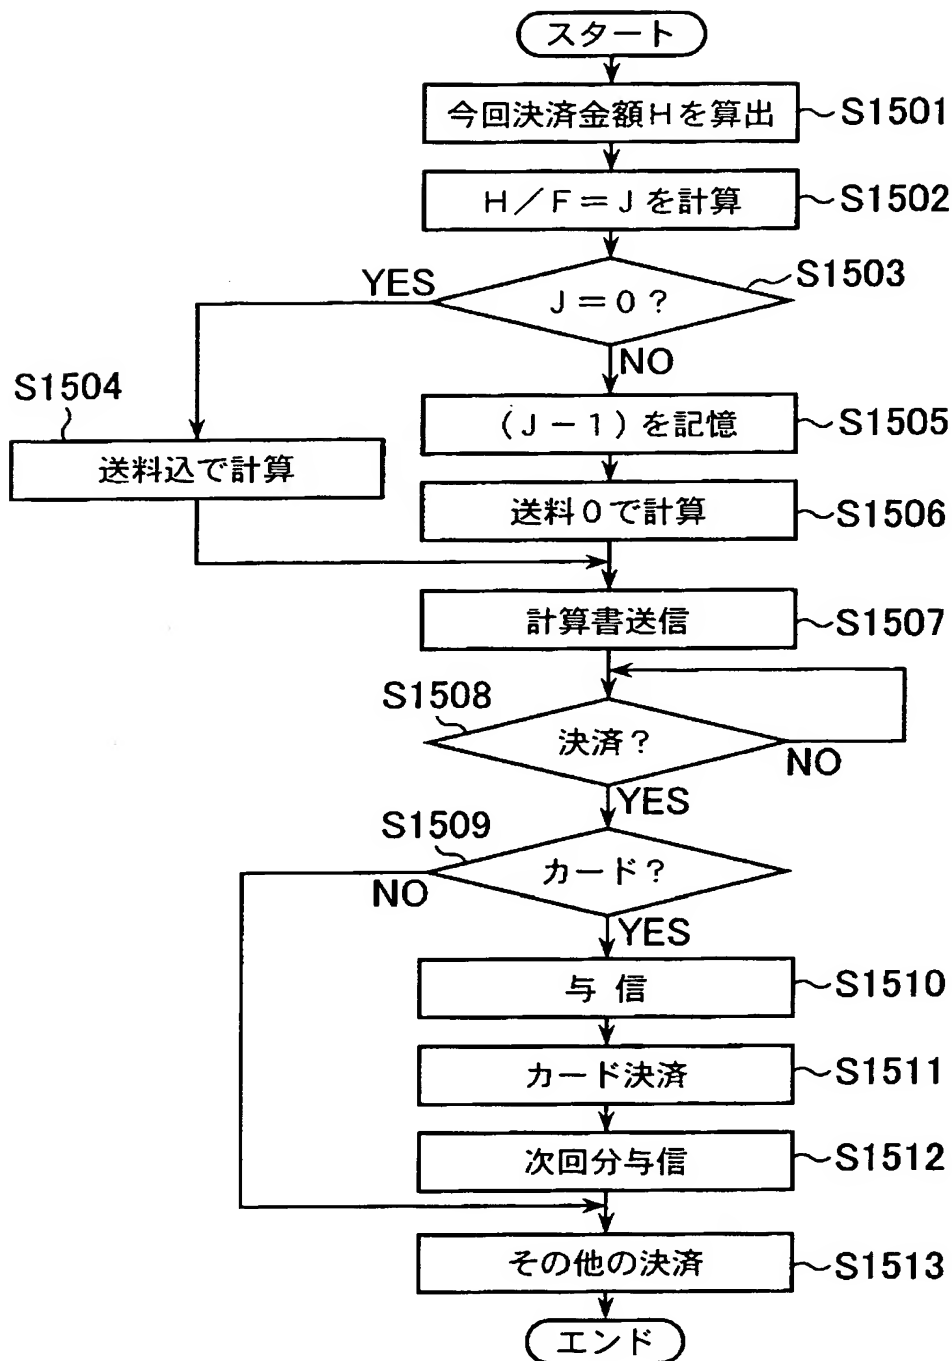 スタート
今回決済金額Hを算出
S1501
H／F＝Jを計算
S1502
J＝0？
S1503
YES
NO
S1504
送料込で計算
(J－1)を記憶
S1505
送料0で計算
S1506
計算書送信
S1507
S1508
決済？
NO
YES
S1509
カード？
NO
YES
与 信
S1510
カード決済
S1511
次回分与信
S1512
その他の決済
S1513
エンド